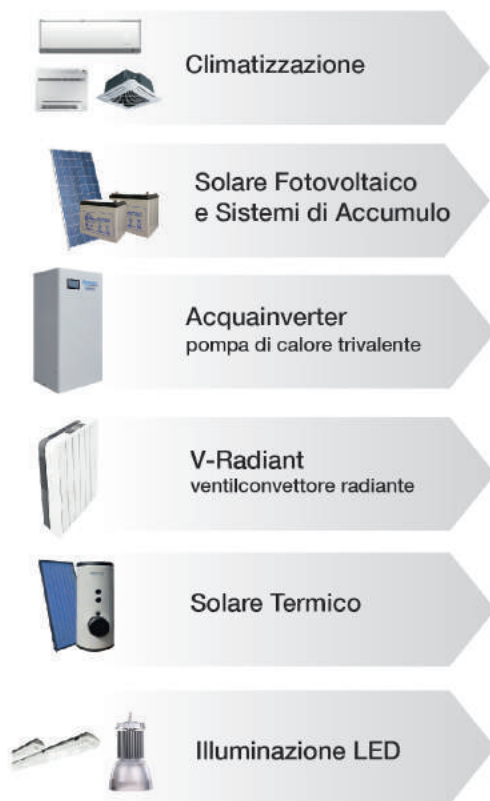 Climatizzazione
Solare Fotovoltaico
e Sistemi di Accumulo
Acquainverter
pompa di calore trivalente
V-Radiant
ventilconvettore radiante
Solare Termico
Illuminazione LED